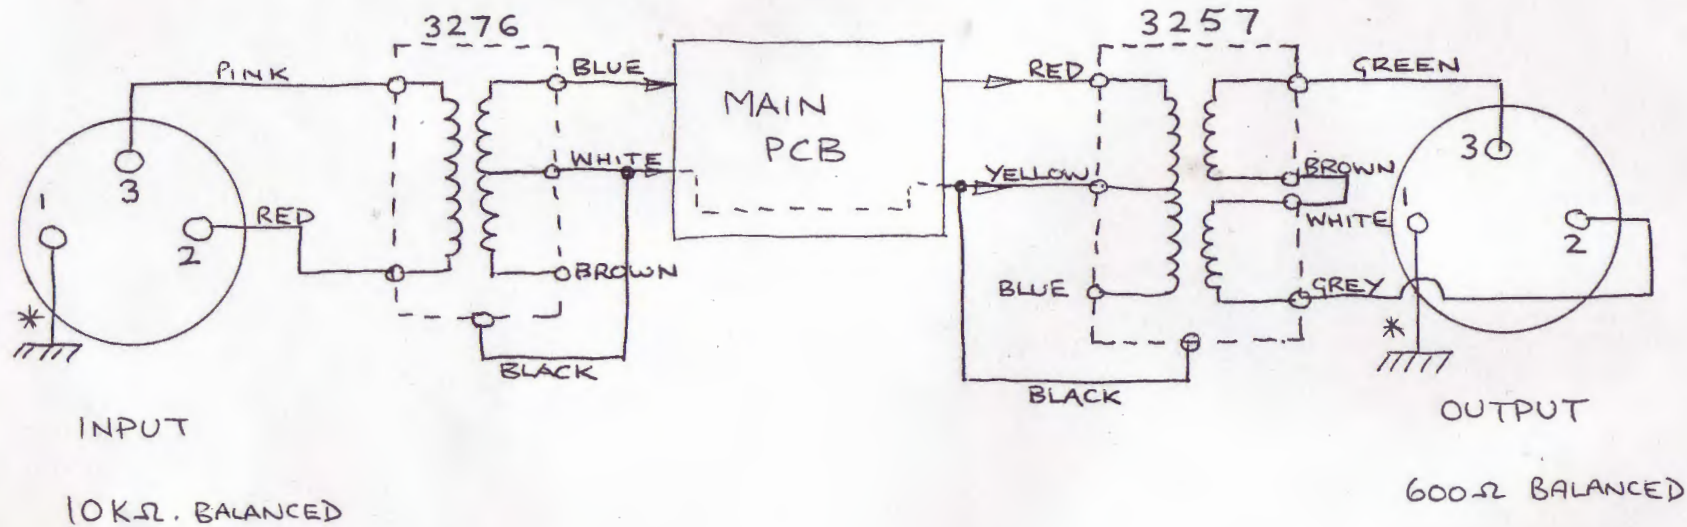 3276
3257
PINK
BLUE
RED
GREEN
MAIN
PCB
3
1
2
RED
WHITE
BROWN
BLACK
YELLOW
BLUE
BLACK
BROWN
WHITE
GREY
3
1
2
*
*
INPUT
OUTPUT
10KΩ. BALANCED
600Ω BALANCED